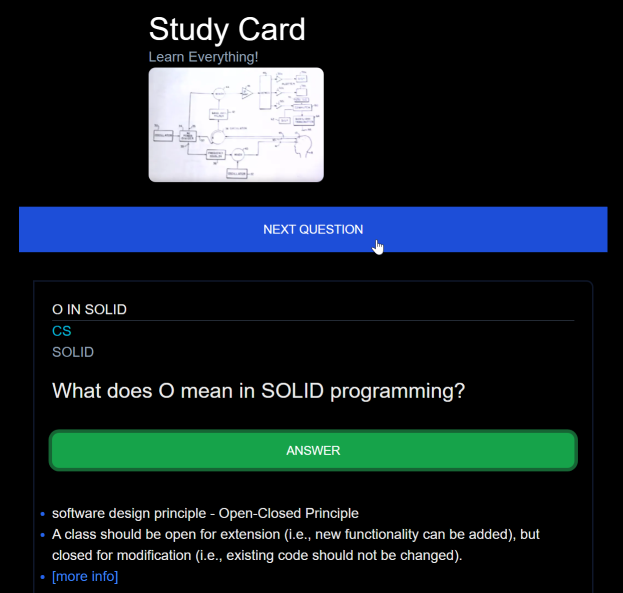 Study Card
Learn Everything!
NEXT QUESTION
O IN SOLID
CS
SOLID
What does O mean in SOLID programming?
ANSWER
software design principle - Open-Closed Principle
A class should be open for extension (i.e., new functionality can be added), but
closed for modification (i.e., existing code should not be changed).
[more info]